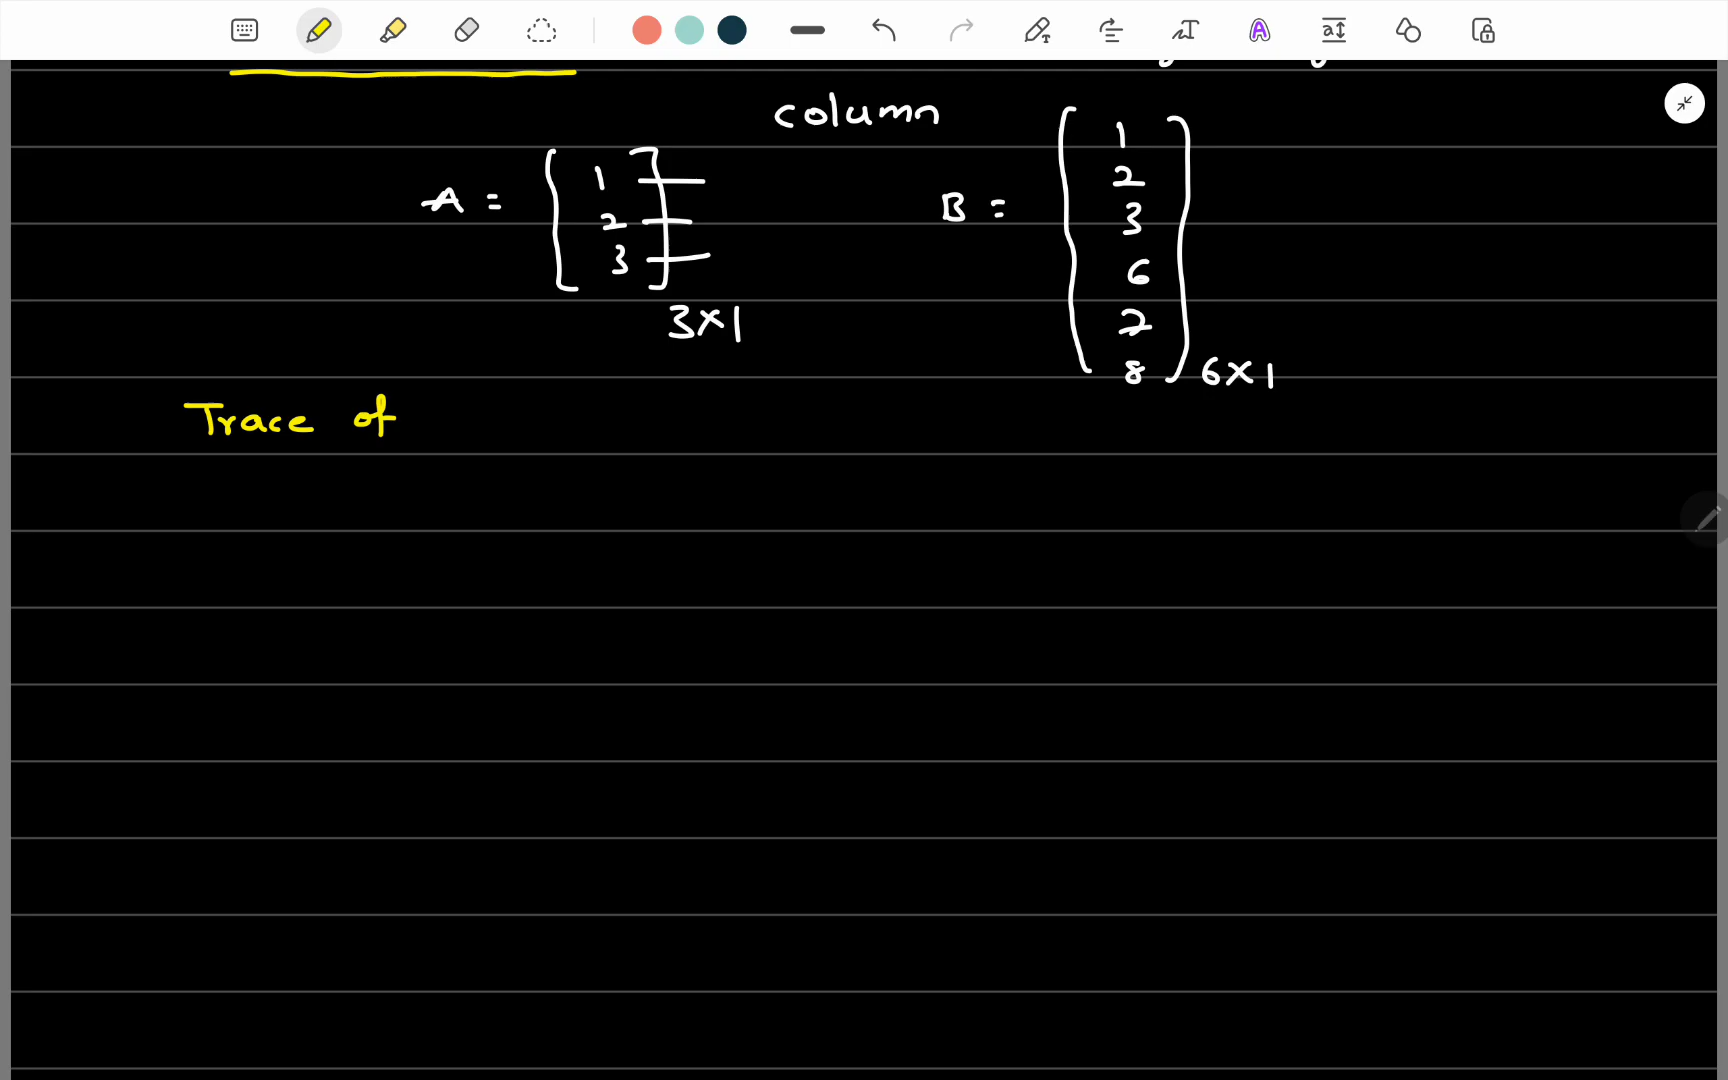 column
A = [ 1
2
3 ] 3×1
B = [ 1
2
3
6
2
8 ] 6×1
Trace of